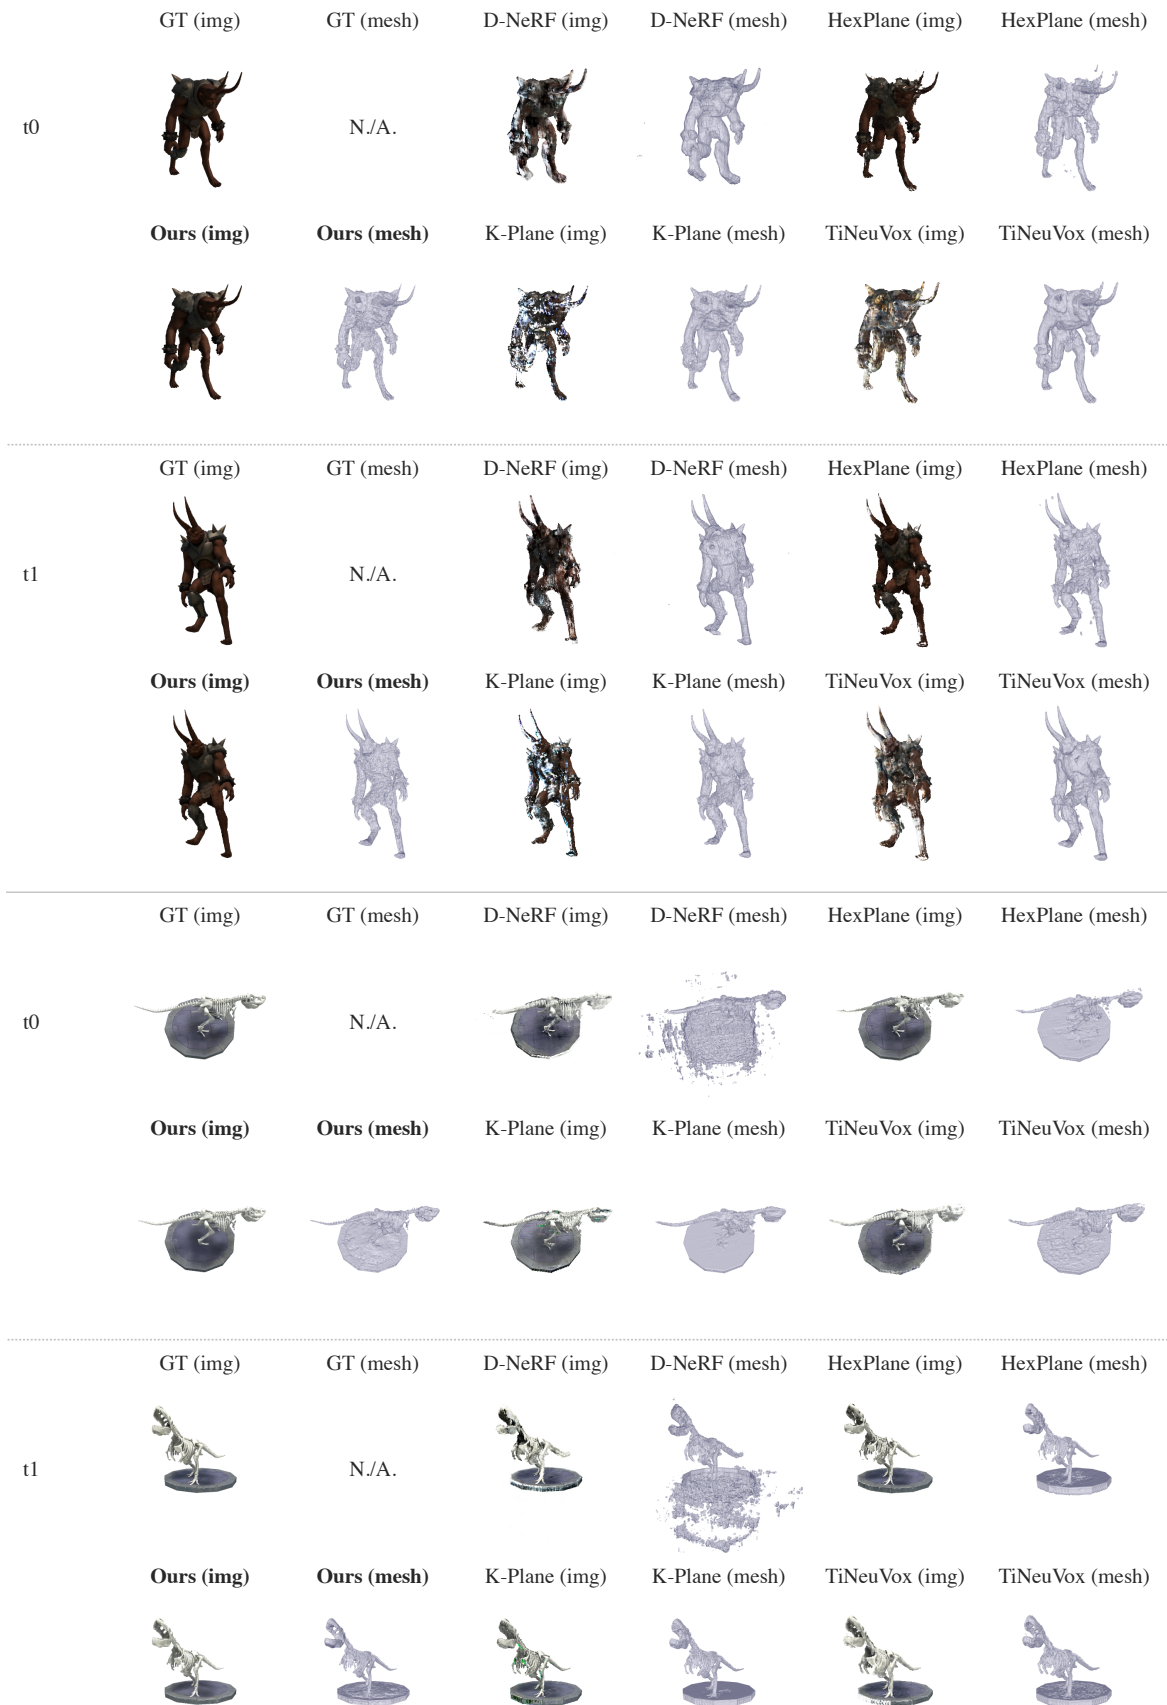 GT (img) GT (mesh) D-NeRF (img) D-NeRF (mesh) HexPlane (img) HexPlane (mesh)
t0 N./A.
Ours (img) Ours (mesh) K-Plane (img) K-Plane (mesh) TiNeuVox (img) TiNeuVox (mesh)
GT (img) GT (mesh) D-NeRF (img) D-NeRF (mesh) HexPlane (img) HexPlane (mesh)
t1 N./A.
Ours (img) Ours (mesh) K-Plane (img) K-Plane (mesh) TiNeuVox (img) TiNeuVox (mesh)
GT (img) GT (mesh) D-NeRF (img) D-NeRF (mesh) HexPlane (img) HexPlane (mesh)
t0 N./A.
Ours (img) Ours (mesh) K-Plane (img) K-Plane (mesh) TiNeuVox (img) TiNeuVox (mesh)
GT (img) GT (mesh) D-NeRF (img) D-NeRF (mesh) HexPlane (img) HexPlane (mesh)
t1 N./A.
Ours (img) Ours (mesh) K-Plane (img) K-Plane (mesh) TiNeuVox (img) TiNeuVox (mesh)